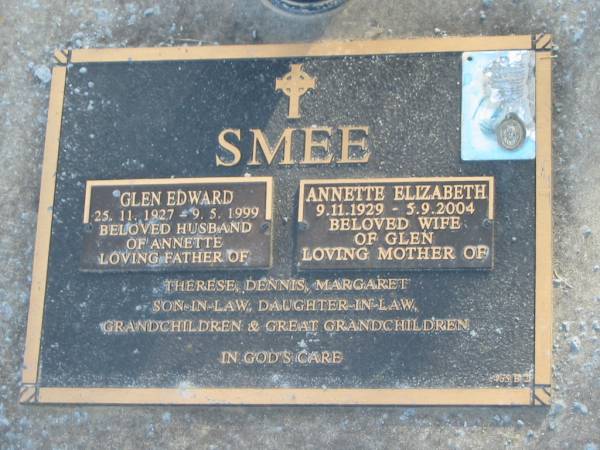 SMEE
GLEN EDWARD
25. 11. 1927 - 9. 5. 1999
BELOVED HUSBAND
OF ANNETTE
LOVING FATHER OF
ANNETTE ELIZABETH
9.11.1929 - 5.9.2004
BELOVED WIFE
OF GLEN
LOVING MOTHER OF
THERESE, DENNIS, MARGARET
SON-IN-LAW, DAUGHTER-IN-LAW,
GRANDCHILDREN & GREAT GRANDCHILDREN
IN GOD'S CARE